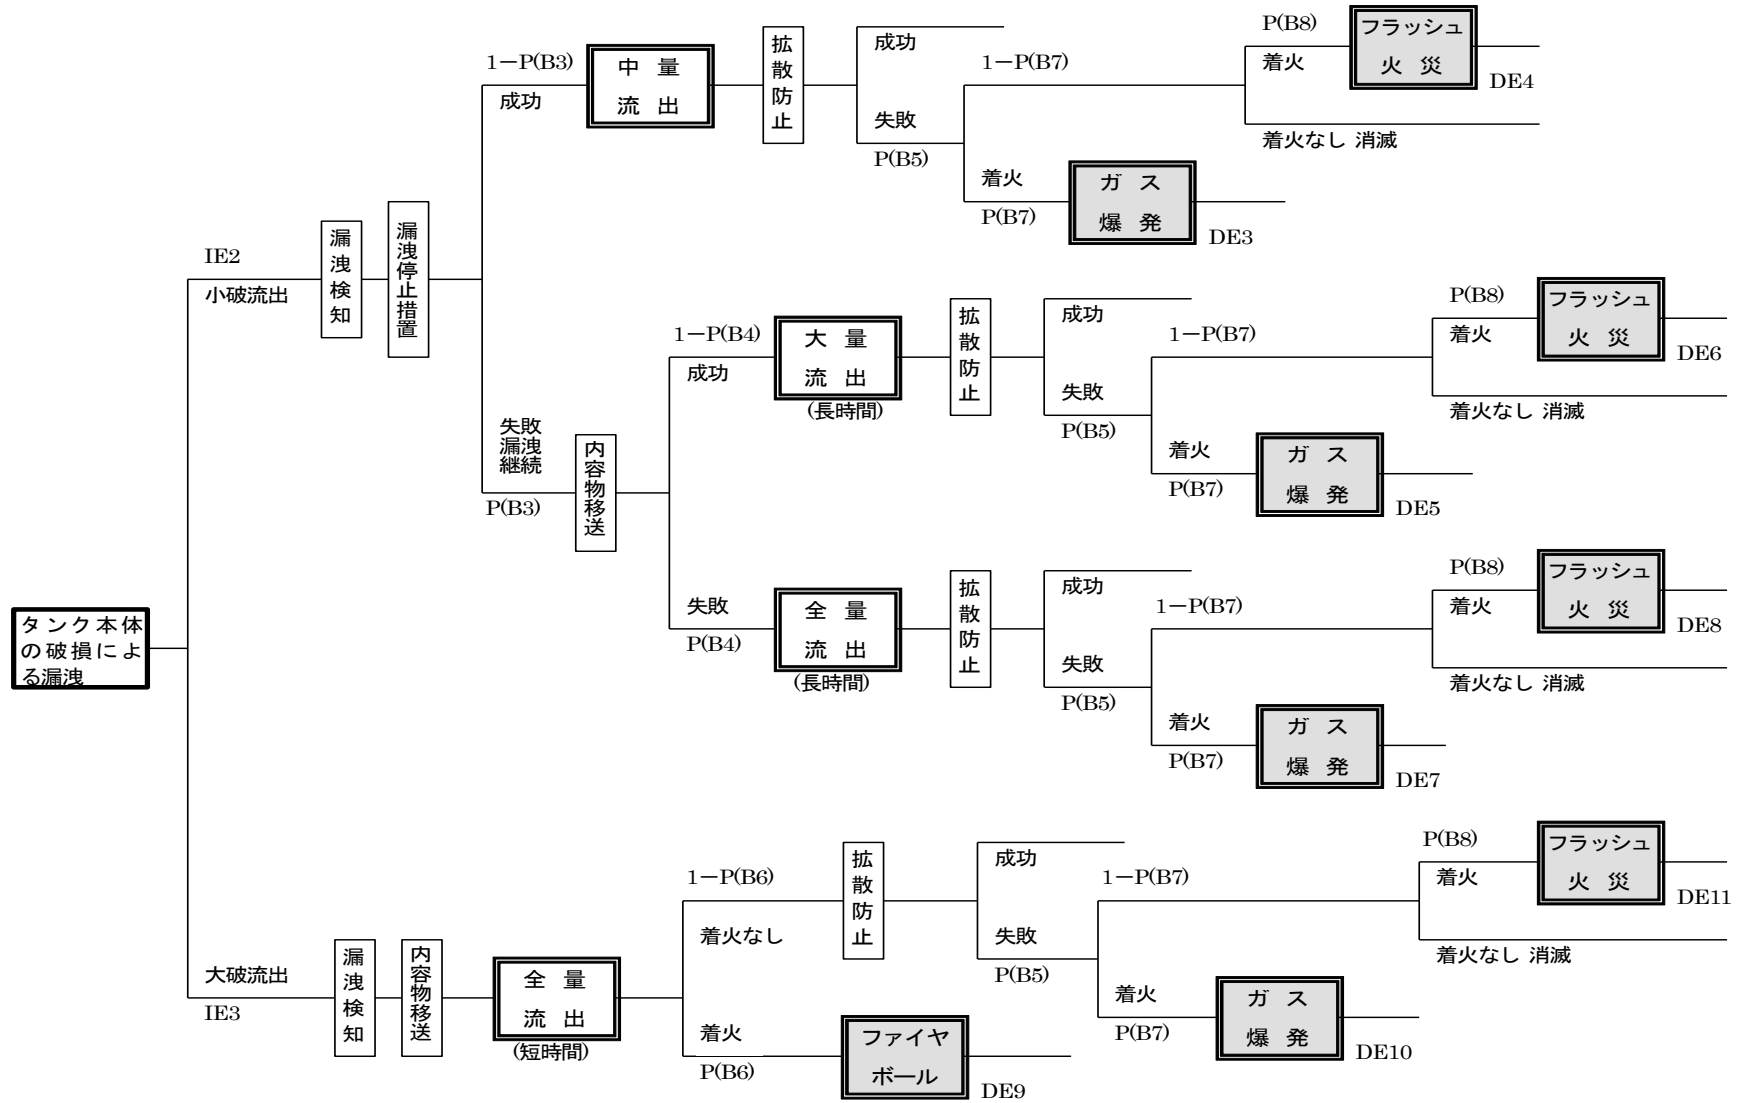 P(B8)
着火
フラッシュ
火 災
DE4
着火なし 消滅
1－P(B3)
成功
中 量
流 出
拡散防止
成功
失敗
P(B5)
1－P(B7)
着火
P(B7)
ガ ス
爆 発
DE3
IE2
小破流出
漏洩検知
漏洩停止措置
失敗
漏洩
継続
P(B3)
内容物移送
1－P(B4)
成功
大 量
流 出
(長時間)
拡散防止
成功
失敗
P(B5)
1－P(B7)
P(B8)
着火
フラッシュ
火 災
DE6
着火なし 消滅
着火
P(B7)
ガ ス
爆 発
DE5
失敗
P(B4)
全 量
流 出
(長時間)
拡散防止
成功
失敗
P(B5)
1－P(B7)
P(B8)
着火
フラッシュ
火 災
DE8
着火なし 消滅
着火
P(B7)
ガ ス
爆 発
DE7
タンク本体
の破損によ
る漏洩
大破流出
IE3
漏洩検知
内容物移送
全 量
流 出
(短時間)
1－P(B6)
着火なし
拡散防止
成功
失敗
P(B5)
1－P(B7)
P(B8)
着火
フラッシュ
火 災
DE11
着火なし 消滅
着火
P(B7)
ガ ス
爆 発
DE10
着火
P(B6)
ファイヤ
ボール
DE9